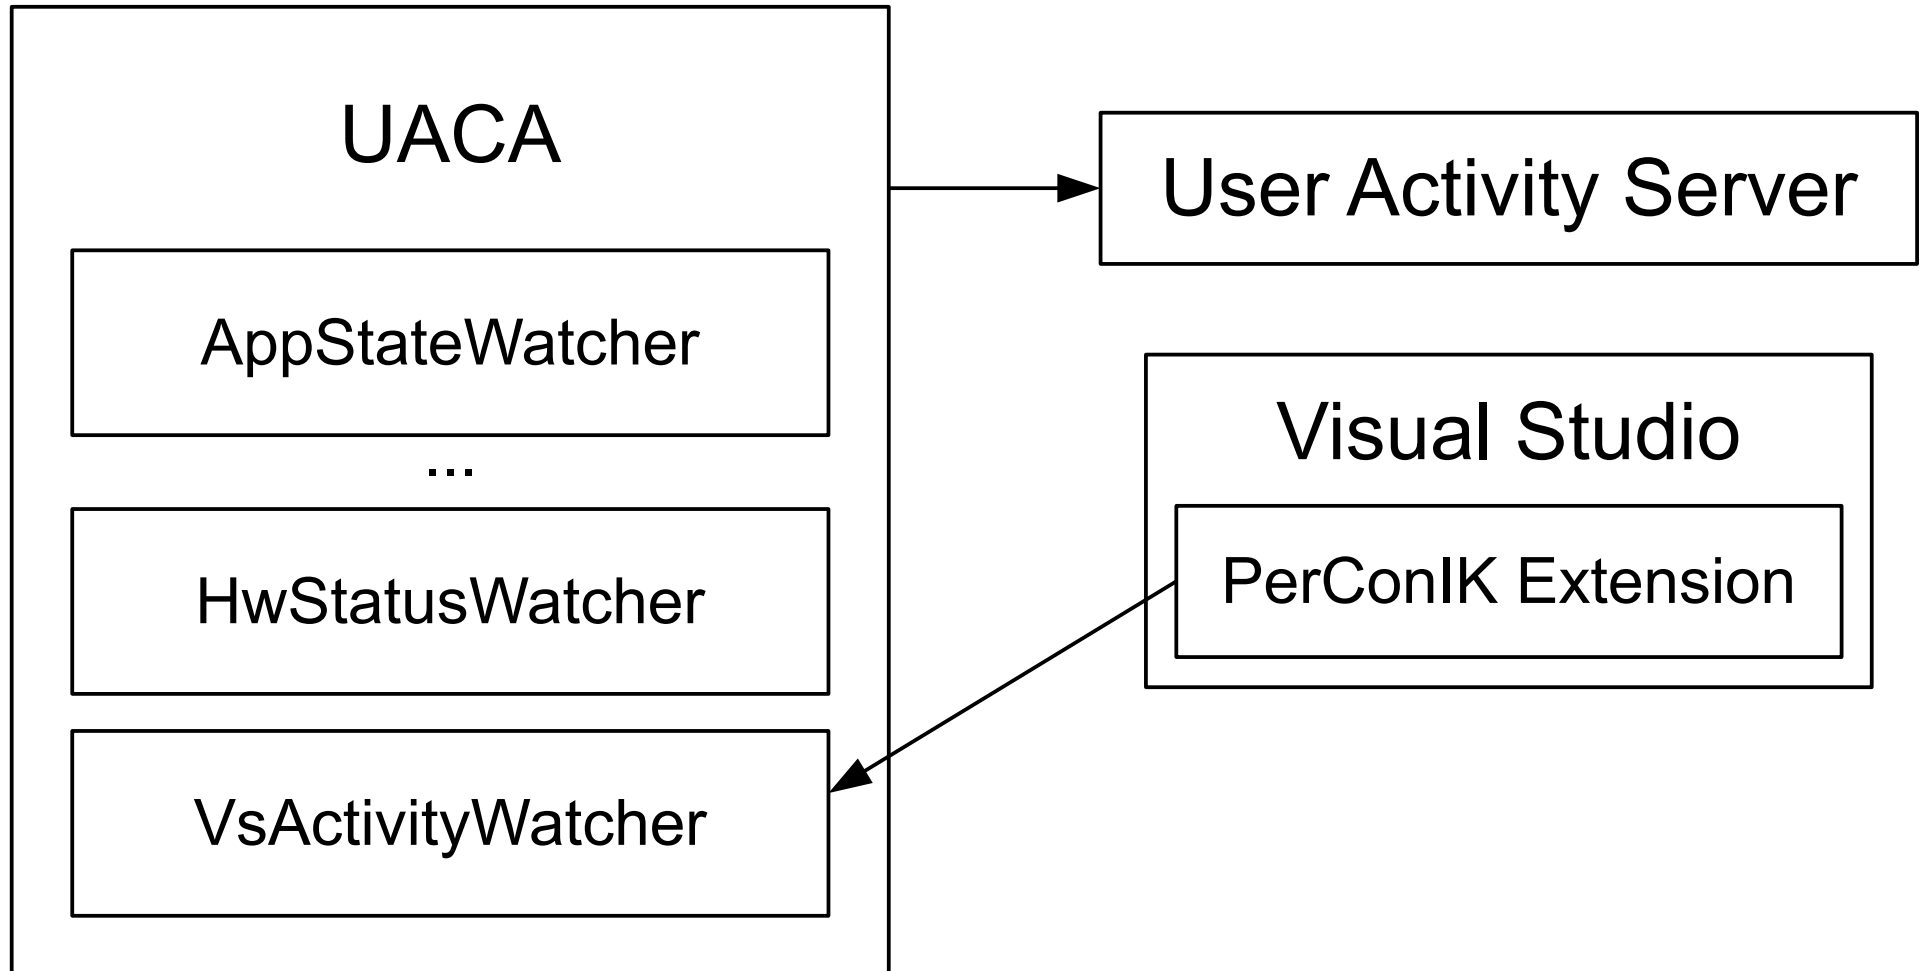 UACA
AppStateWatcher
...
HwStatusWatcher
VsActivityWatcher
User Activity Server
Visual Studio
PerConIK Extension